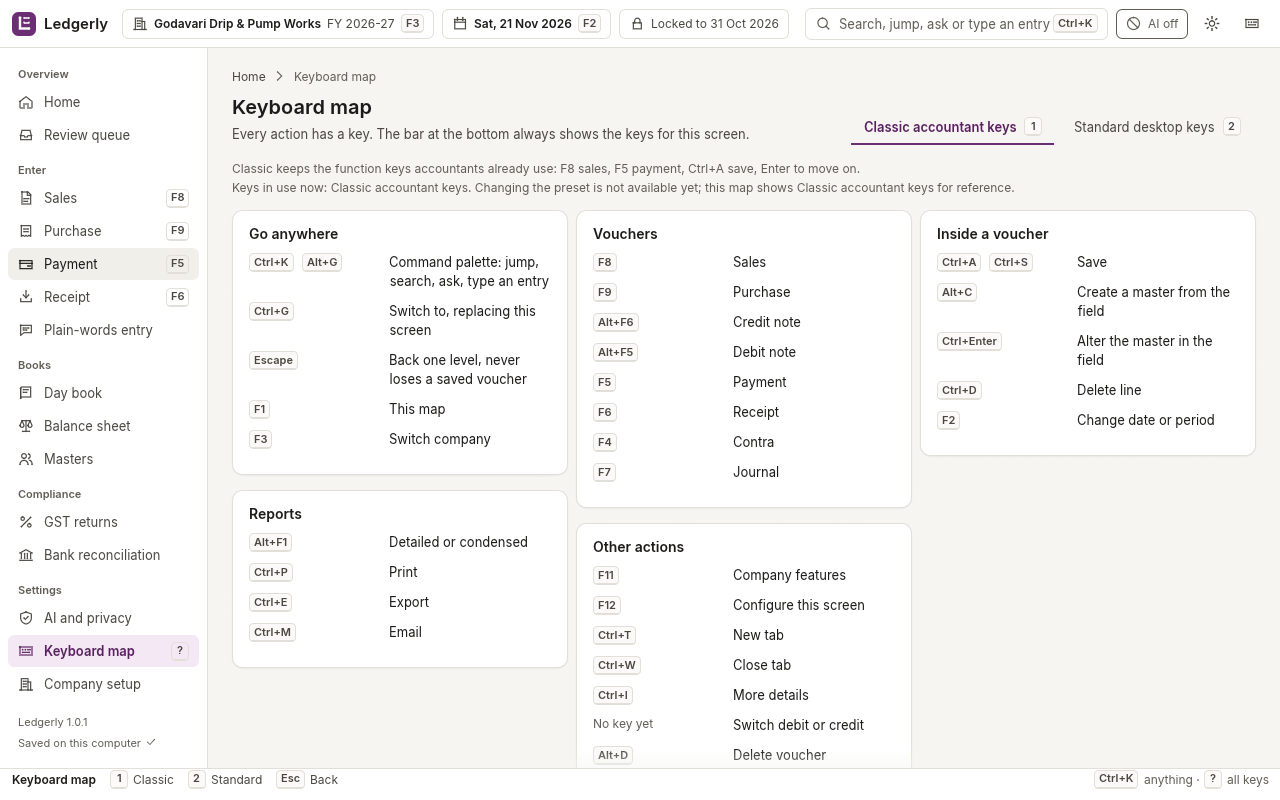 Ledgerly
Godavari Drip & Pump Works FY 2026-27 F3
Sat, 21 Nov 2026 F2
Locked to 31 Oct 2026
Search, jump, ask or type an entry Ctrl+K
AI off
Overview
Home
Review queue
Enter
Sales F8
Purchase F9
Payment F5
Receipt F6
Plain-words entry
Books
Day book
Balance sheet
Masters
Compliance
GST returns
Bank reconciliation
Settings
AI and privacy
Keyboard map ?
Company setup
Ledgerly 1.0.1
Saved on this computer
Home Keyboard map
Keyboard map
Every action has a key. The bar at the bottom always shows the keys for this screen.
Classic accountant keys 1
Standard desktop keys 2
Classic keeps the function keys accountants already use: F8 sales, F5 payment, Ctrl+A save, Enter to move on.
Keys in use now: Classic accountant keys. Changing the preset is not available yet; this map shows Classic accountant keys for reference.
Go anywhere
Ctrl+K Alt+G Command palette: jump,
search, ask, type an entry
Ctrl+G Switch to, replacing this
screen
Escape Back one level, never
loses a saved voucher
F1 This map
F3 Switch company
Reports
Alt+F1 Detailed or condensed
Ctrl+P Print
Ctrl+E Export
Ctrl+M Email
Vouchers
F8 Sales
F9 Purchase
Alt+F6 Credit note
Alt+F5 Debit note
F5 Payment
F6 Receipt
F4 Contra
F7 Journal
Other actions
F11 Company features
F12 Configure this screen
Ctrl+T New tab
Ctrl+W Close tab
Ctrl+I More details
No key yet Switch debit or credit
Alt+D Delete voucher
Inside a voucher
Ctrl+A Ctrl+S Save
Alt+C Create a master from the
field
Ctrl+Enter Alter the master in the
field
Ctrl+D Delete line
F2 Change date or period
Keyboard map 1 Classic 2 Standard Esc Back
Ctrl+K anything · ? all keys